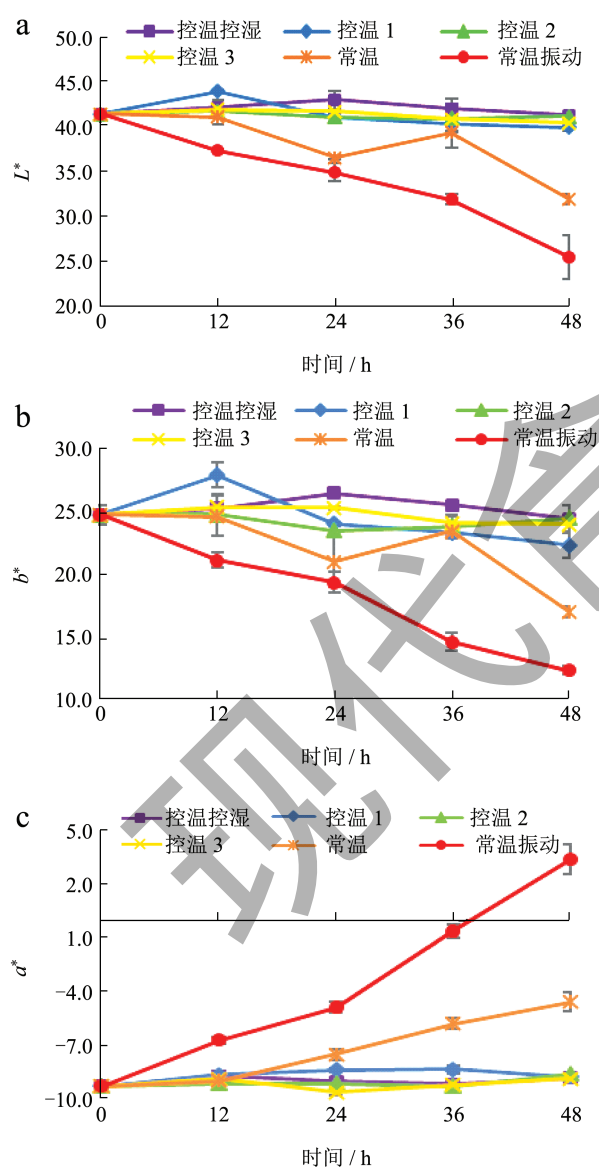 a
控温控湿 控温 1 控温 2
控温 3 常温 常温振动
50.0
45.0
40.0
35.0
30.0
25.0
20.0
L*
0 12 24 36 48
时间 / h
b
控温控湿 控温 1 控温 2
控温 3 常温 常温振动
30.0
25.0
20.0
15.0
10.0
b*
0 12 24 36 48
时间 / h
c
控温控湿 控温 1 控温 2
控温 3 常温 常温振动
5.0
2.0
1.0
−4.0
−7.0
−10.0
a*
0 12 24 36 48
时间 / h
现代食